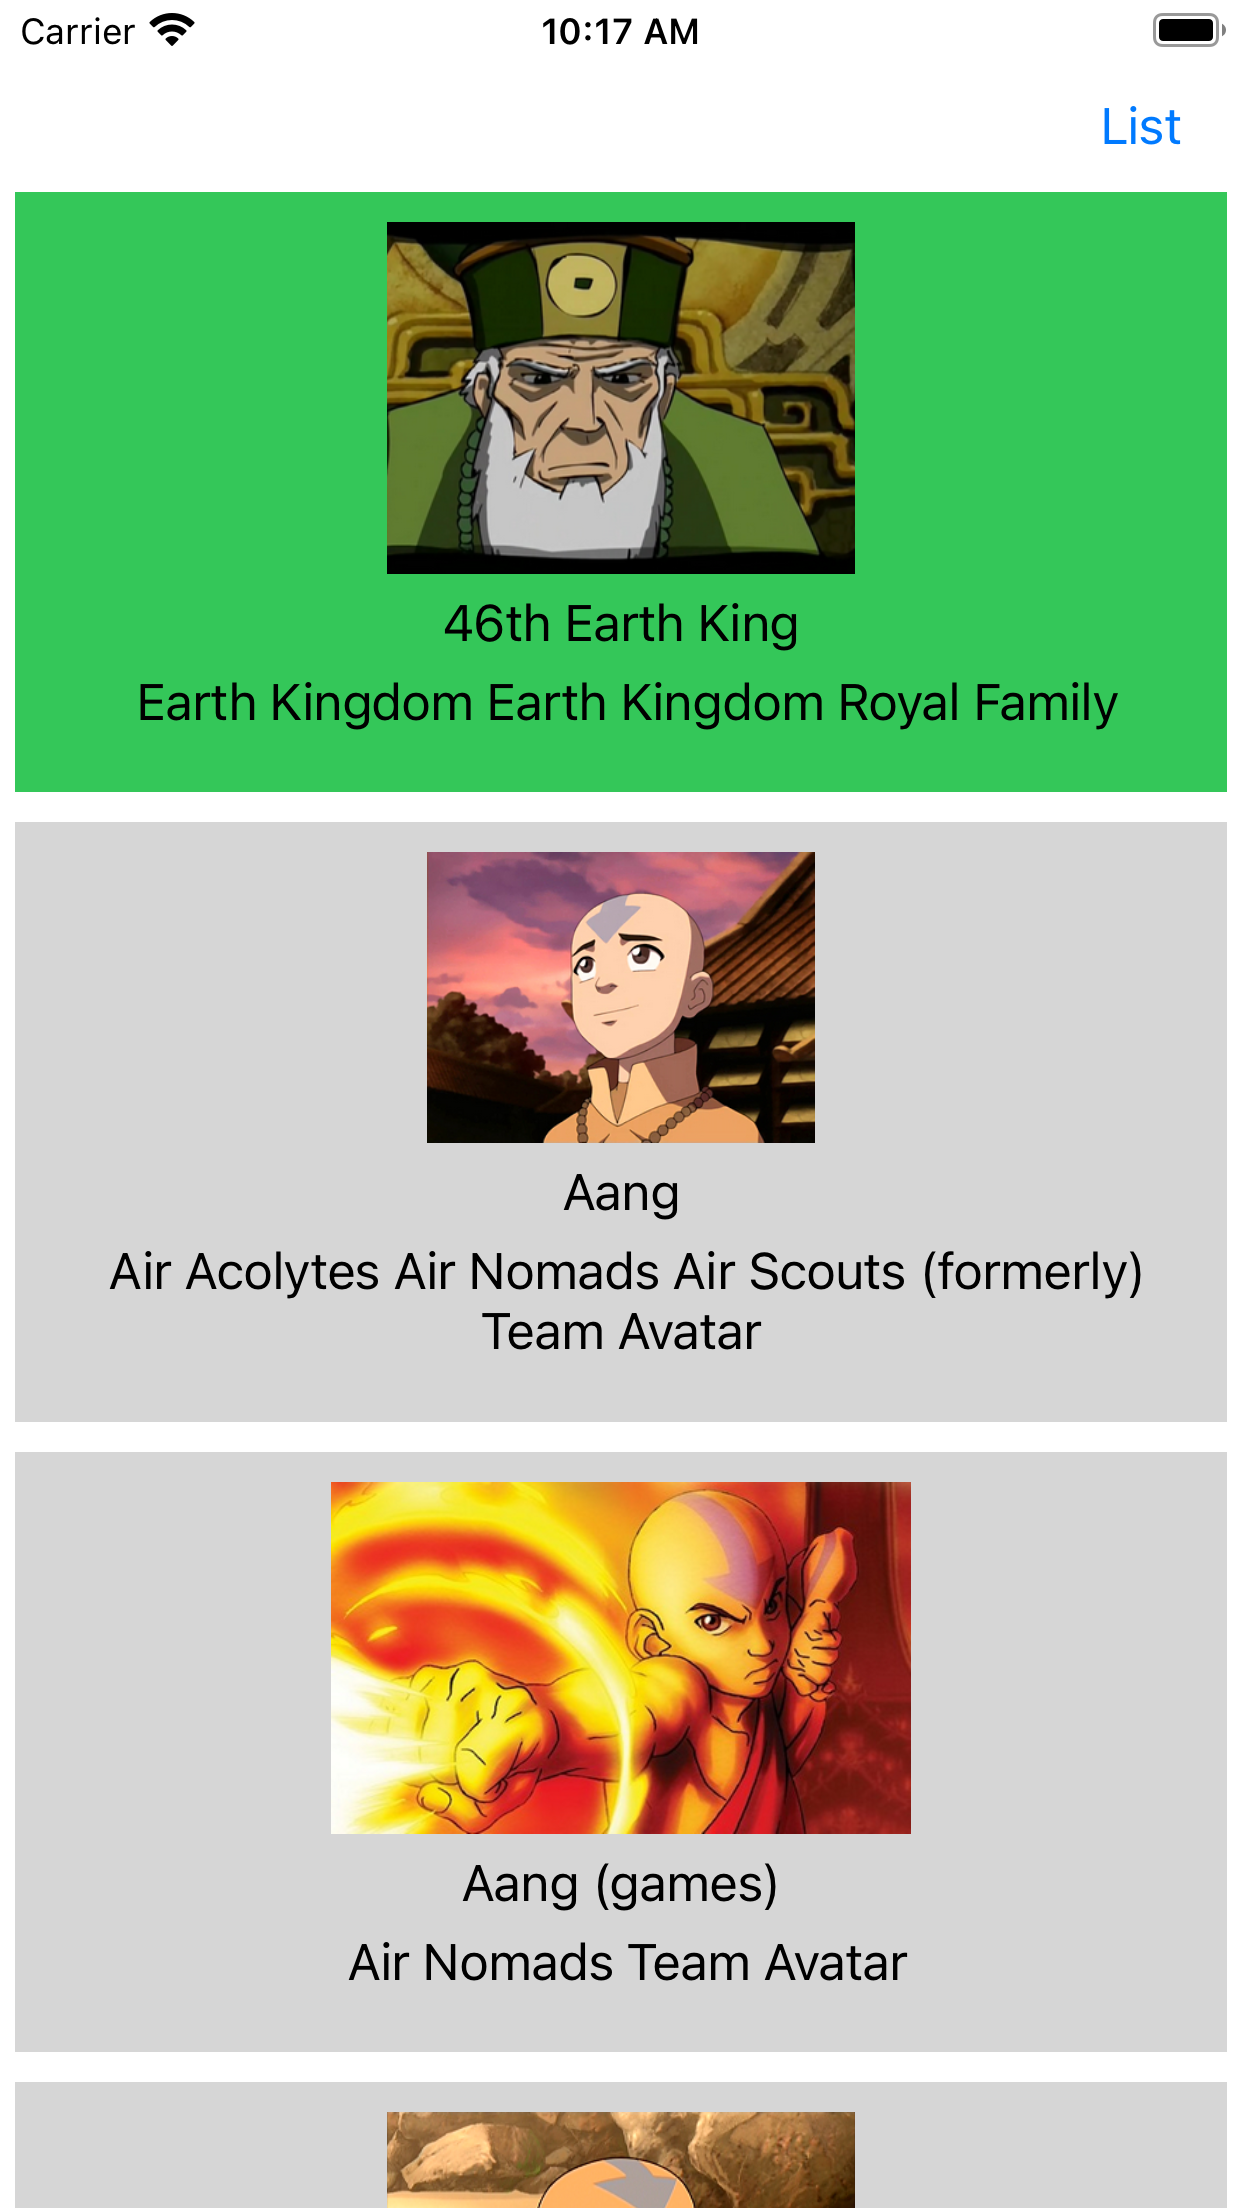 Carrier 10:17 AM
List
46th Earth King
Earth Kingdom Earth Kingdom Royal Family
Aang
Air Acolytes Air Nomads Air Scouts (formerly)
Team Avatar
Aang (games)
Air Nomads Team Avatar